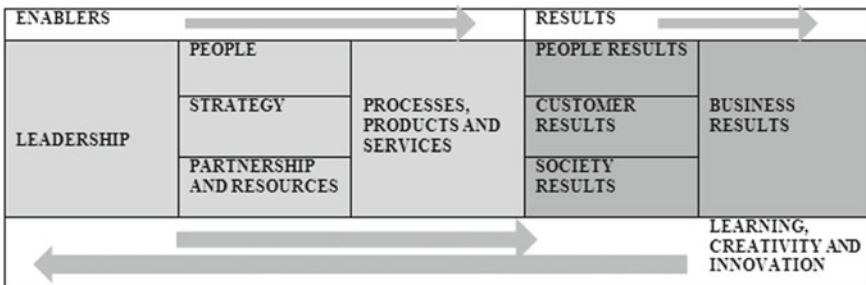 ENABLERS
RESULTS
LEADERSHIP
PEOPLE
STRATEGY
PARTNERSHIP
AND RESOURCES
PROCESSES,
PRODUCTS AND
SERVICES
PEOPLE RESULTS
CUSTOMER
RESULTS
SOCIETY
RESULTS
BUSINESS
RESULTS
LEARNING,
CREATIVITY AND
INNOVATION